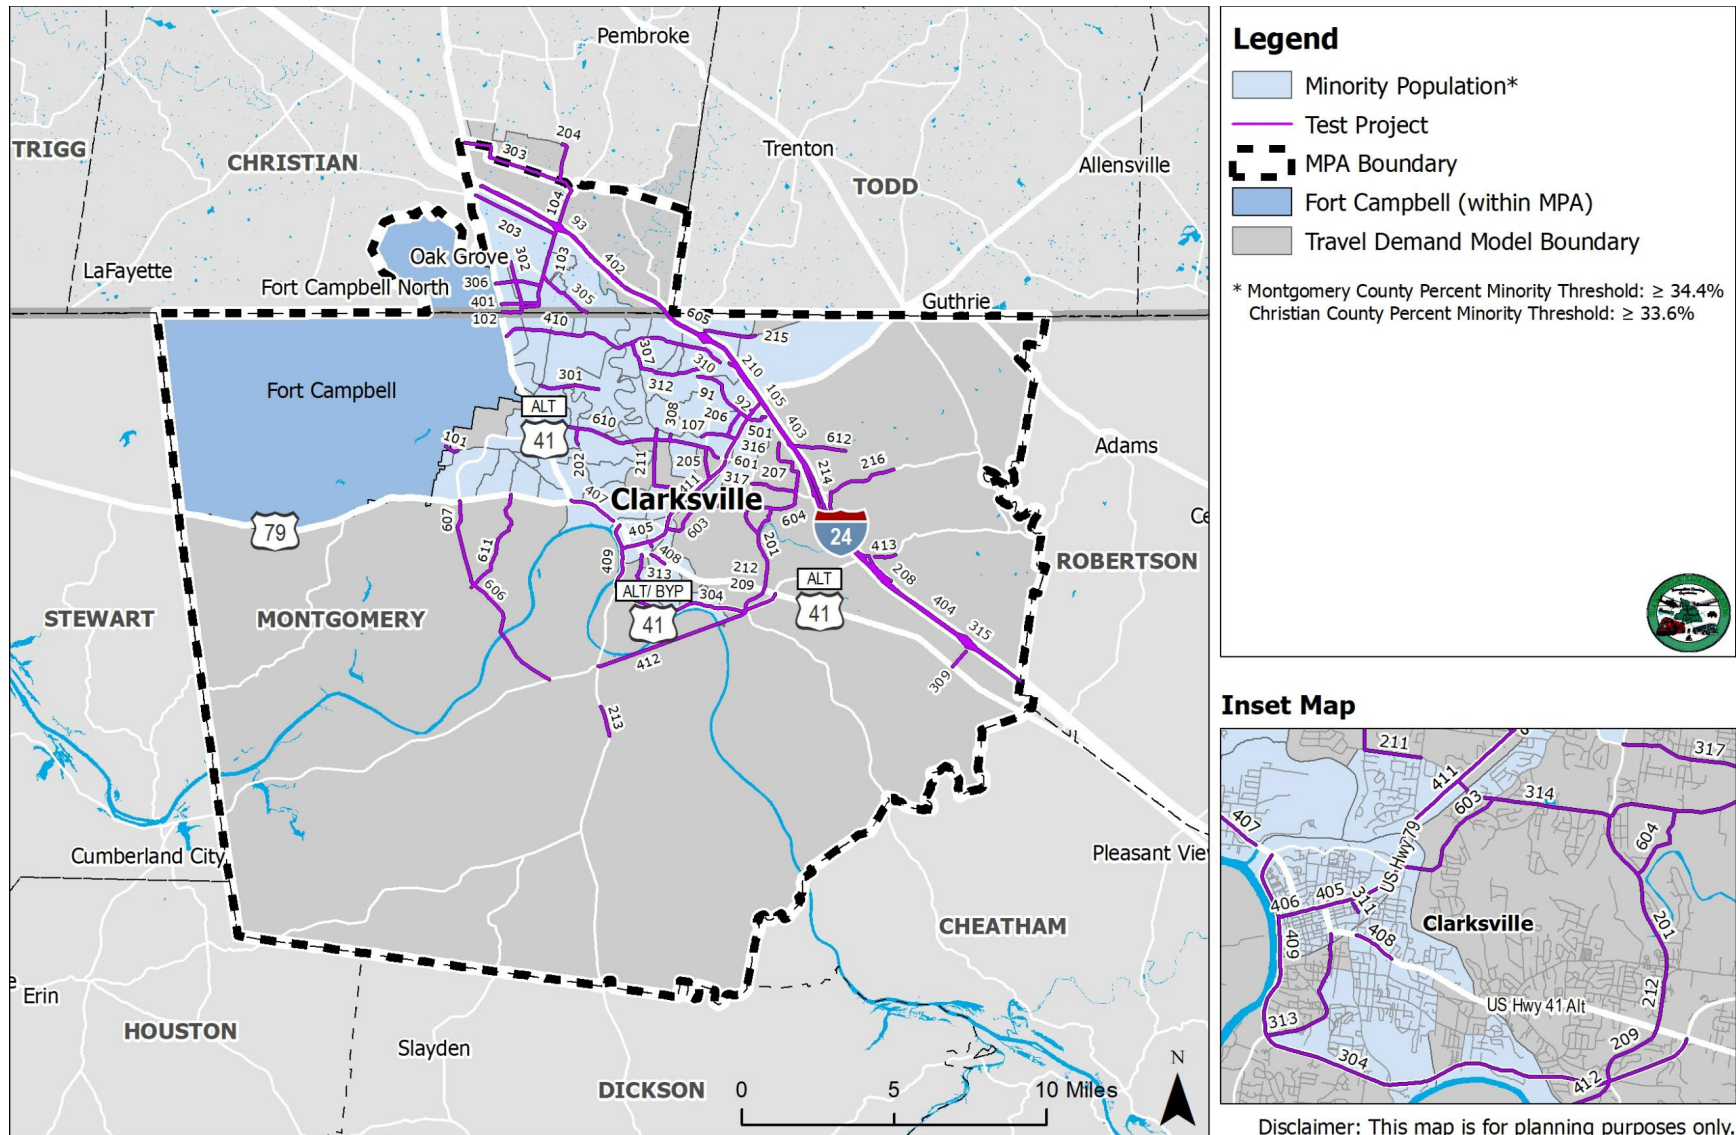 Pembroke
204
303
TRIGG
CHRISTIAN
Trenton
Allensville
TODD
104
93
203
402
Oak Grove
302
103
LaFayette
Fort Campbell North
306
305
401
102
Guthrie
410
605
215
307
310
210
Fort Campbell
301
312
91
105
92
ALT
41
308
206
403
610
107
501
101
316
612
Adams
202
211
205
601
207
214
216
407
411
317
Clarksville
607
79
405
603
604
24
611
201
409
408
413
ROBERTSON
313
212
208
606
ALT/ BYP
41
304
209
ALT
41
404
STEWART
MONTGOMERY
315
412
309
213
Cumberland City
Pleasant Vie
CHEATHAM
Erin
HOUSTON
Slayden
DICKSON
0 5 10 Miles
N
Legend
Minority Population*
Test Project
MPA Boundary
Fort Campbell (within MPA)
Travel Demand Model Boundary
* Montgomery County Percent Minority Threshold: ≥ 34.4%
Christian County Percent Minority Threshold: ≥ 33.6%
Inset Map
211
317
411
314
603
407
604
US Hwy 79
405
311
406
Clarksville
201
408
409
212
US Hwy 41 Alt
313
209
304
412
Disclaimer: This map is for planning purposes only.